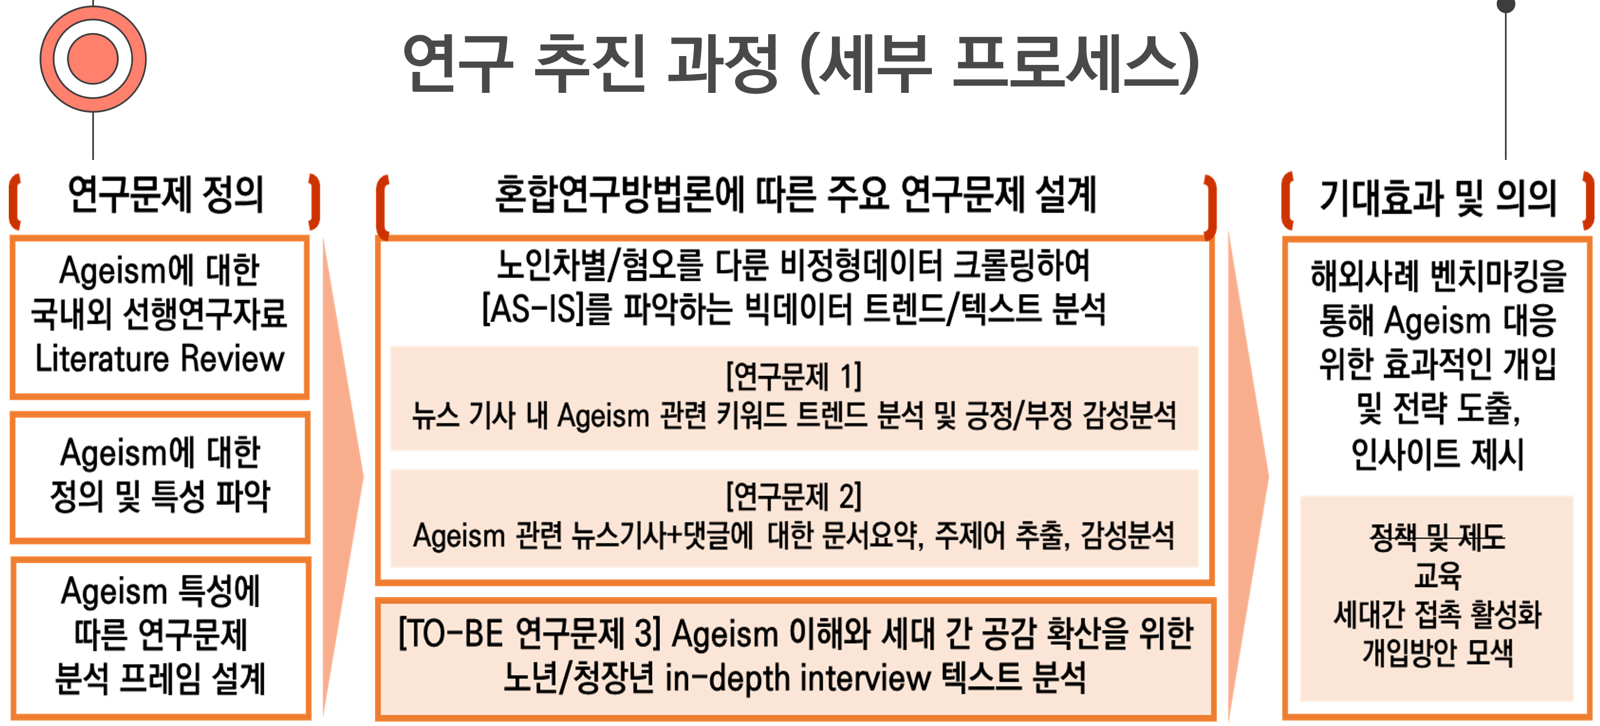 연구 추진 과정 (세부 프로세스)
연구문제 정의
Ageism에 대한
국내외 선행연구자료
Literature Review
Ageism에 대한
정의 및 특성 파악
Ageism 특성에
따른 연구문제
분석 프레임 설계
혼합연구방법론에 따른 주요 연구문제 설계
노인차별/혐오를 다룬 비정형데이터 크롤링하여
[AS-IS]를 파악하는 빅데이터 트렌드/텍스트 분석
[연구문제 1]
뉴스 기사 내 Ageism 관련 키워드 트렌드 분석 및 긍정/부정 감성분석
[연구문제 2]
Ageism 관련 뉴스기사+댓글에 대한 문서요약, 주제어 추출, 감성분석
[TO-BE 연구문제 3] Ageism 이해와 세대 간 공감 확산을 위한
노년/청장년 in-depth interview 텍스트 분석
기대효과 및 의의
해외사례 벤치마킹을
통해 Ageism 대응
위한 효과적인 개입
및 전략 도출,
인사이트 제시
정책 및 제도
교육
세대간 접촉 활성화
개입방안 모색